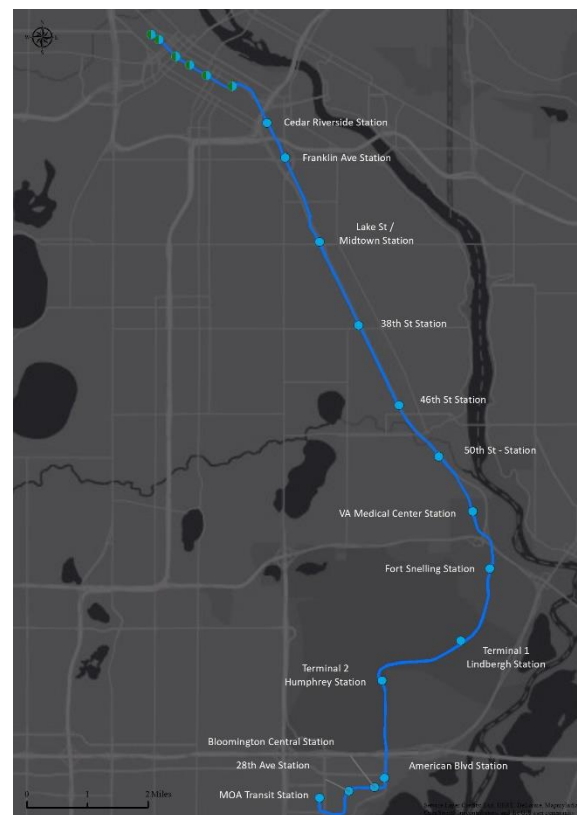 Cedar Riverside Station
Franklin Ave Station
Lake St /
Midtown Station
38th St Station
46th St Station
50th St - Station
VA Medical Center Station
Fort Snelling Station
Terminal 1
Lindbergh Station
Terminal 2
Humphrey Station
Bloomington Central Station
28th Ave Station
American Blvd Station
MOA Transit Station
0 1 2 Miles